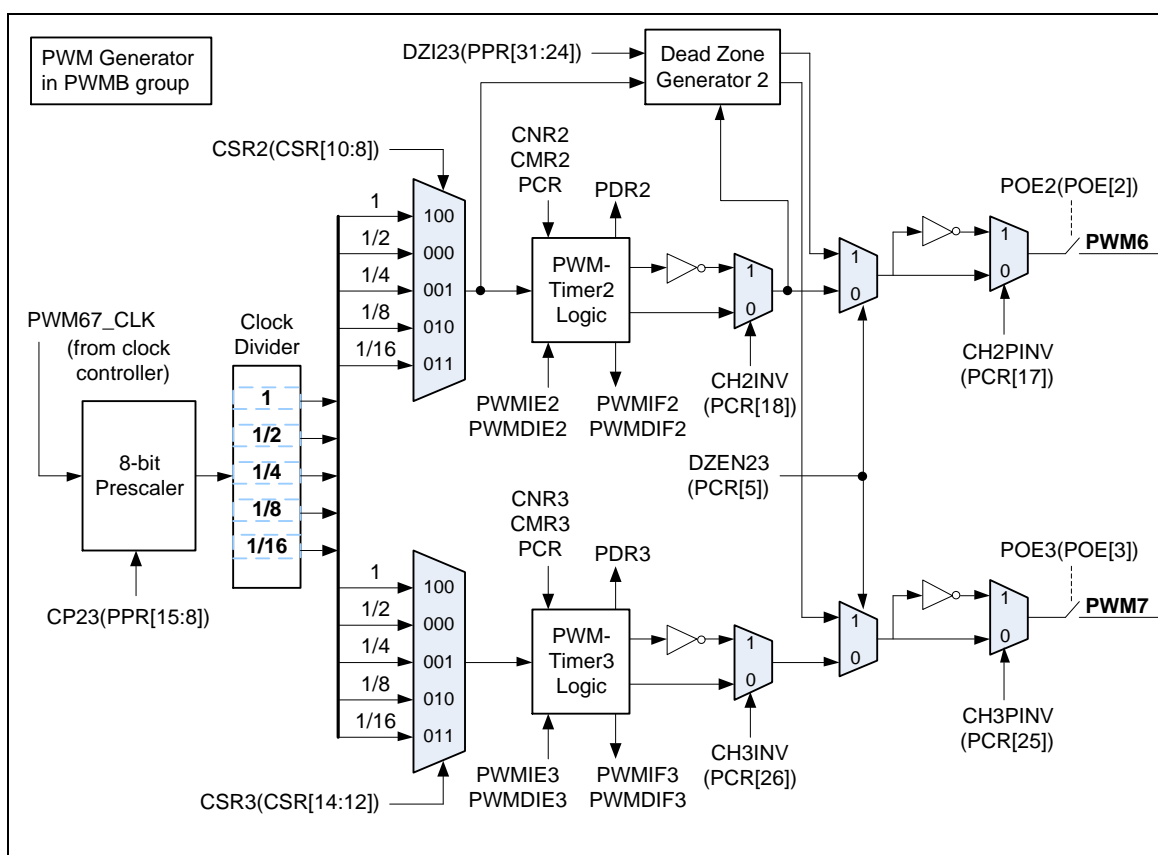 PWM Generator
in PWMB group
DZI23(PPR[31:24])
Dead Zone
Generator 2
CSR2(CSR[10:8])
CNR2
CMR2
PCR
PDR2
POE2(POE[2])
1
100
1/2
000
1/4
001
1/8
010
1/16
011
PWM-
Timer2
Logic
1
0
1
0
1
0
PWM6
PWM67_CLK
(from clock
controller)
Clock
Divider
PWMIE2
PWMDIE2
PWMIF2
PWMDIF2
CH2INV
(PCR[18])
CH2PINV
(PCR[17])
1
1/2
1/4
1/8
1/16
8-bit
Prescaler
DZEN23
(PCR[5])
CNR3
CMR3
PCR
PDR3
POE3(POE[3])
CP23(PPR[15:8])
1
100
1/2
000
1/4
001
1/8
010
1/16
011
PWM-
Timer3
Logic
1
0
1
0
1
0
PWM7
PWMIE3
PWMDIE3
PWMIF3
PWMDIF3
CH3INV
(PCR[26])
CH3PINV
(PCR[25])
CSR3(CSR[14:12])